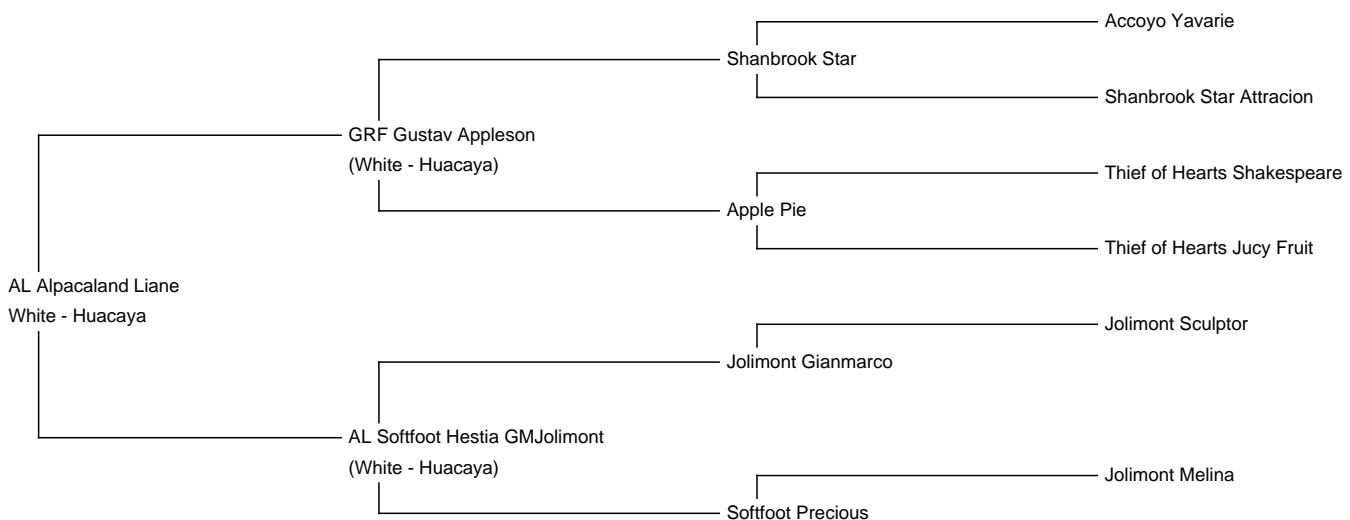 Accoyo Yavarie
Shanbrook Star
Shanbrook Star Attracion
GRF Gustav Appleson
(White - Huacaya)
Thief of Hearts Shakespeare
Apple Pie
Thief of Hearts Jucy Fruit
AL Alpacaland Liane
White - Huacaya
Jolimont Sculptor
Jolimont Gianmarco
AL Softfoot Hestia GMJolimont
(White - Huacaya)
Jolimont Melina
Softfoot Precious